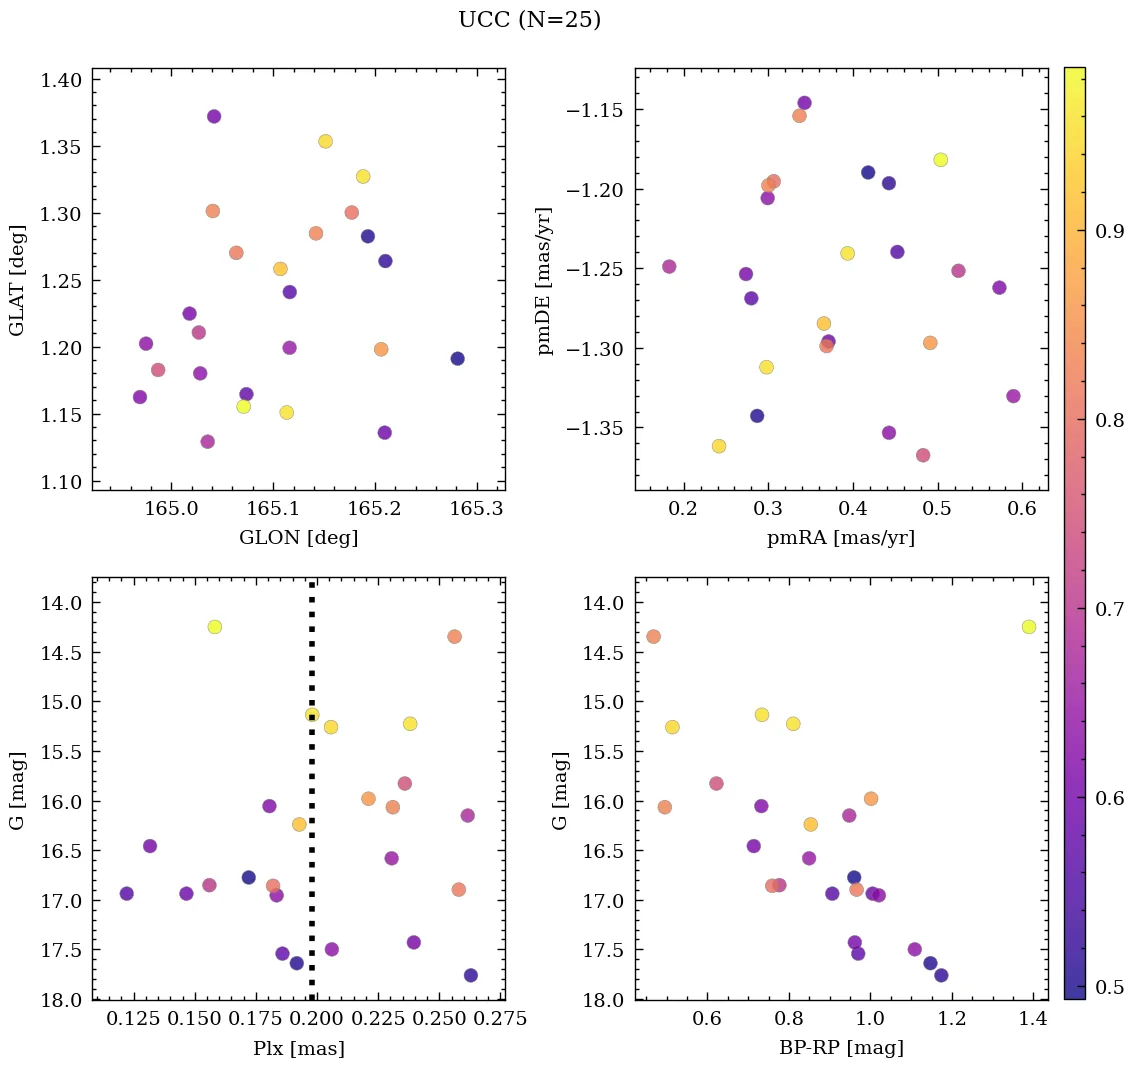 UCC (N=25)
1.40
1.35
1.30
1.25
1.20
1.15
1.10
GLAT [deg]
165.0 165.1 165.2 165.3
GLON [deg]
−1.15
−1.20
−1.25
−1.30
−1.35
pmDE [mas/yr]
0.2 0.3 0.4 0.5 0.6
pmRA [mas/yr]
14.0
14.5
15.0
15.5
16.0
16.5
17.0
17.5
18.0
G [mag]
0.125 0.150 0.175 0.200 0.225 0.250 0.275
Plx [mas]
14.0
14.5
15.0
15.5
16.0
16.5
17.0
17.5
18.0
G [mag]
0.6 0.8 1.0 1.2 1.4
BP-RP [mag]
0.9
0.8
0.7
0.6
0.5